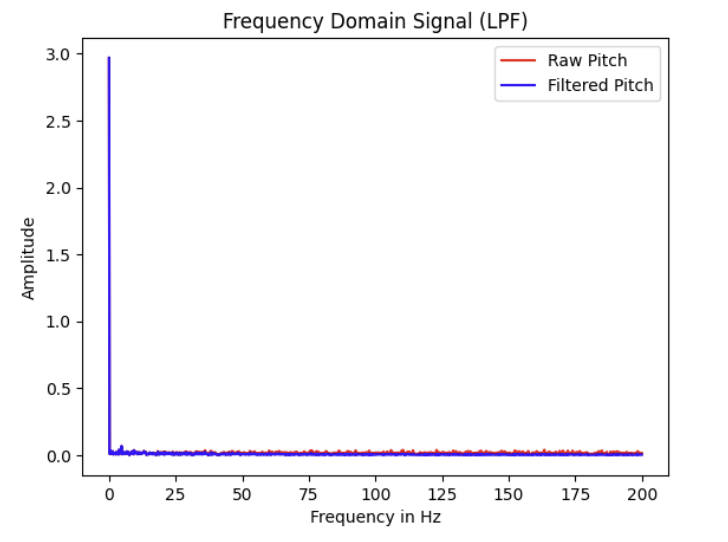 Frequency Domain Signal (LPF)
Raw Pitch
Filtered Pitch
3.0
2.5
2.0
1.5
1.0
0.5
0.0
Amplitude
0 25 50 75 100 125 150 175 200
Frequency in Hz